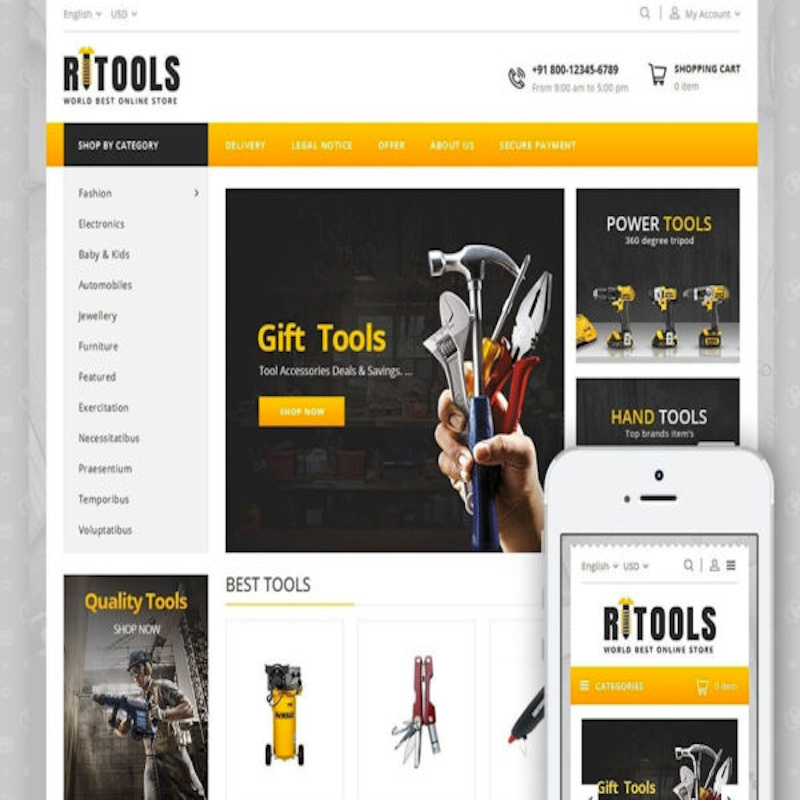 English USD
My Account
RITOOLS
WORLD BEST ONLINE STORE
+91 800-12345-6789
From 9:00 am to 5:00 pm
SHOPPING CART
0 item
SHOP BY CATEGORY
DELIVERY LEGAL NOTICE OFFER ABOUT US SECURE PAYMENT
Fashion
Electronics
Baby & Kids
Automobiles
Jewellery
Furniture
Featured
Exercitation
Necessitatibus
Praesentium
Temporibus
Voluptatibus
Gift Tools
Tool Accessories Deals & Savings. ...
SHOP NOW
POWER TOOLS
360 degree tripod
HAND TOOLS
Top brands item's
Quality Tools
SHOP NOW
BEST TOOLS
DEWALT
English USD
RITOOLS
WORLD BEST ONLINE STORE
CATEGORIES
0 item
Gift Tools